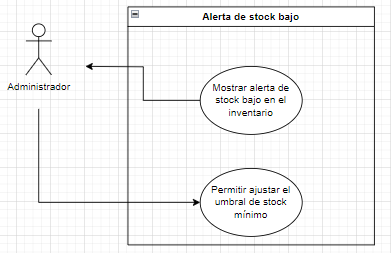 Alerta de stock bajo
Administrador
Mostrar alerta de
stock bajo en el
inventario
Permitir ajustar el
umbral de stock
mínimo